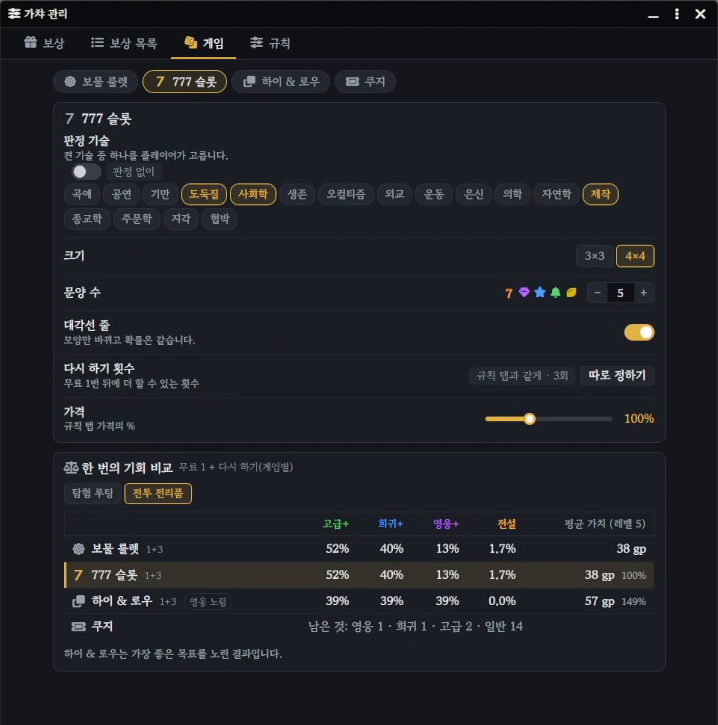 가챠 관리
보상 보상 목록 게임 규칙
보물 룰렛 777 슬롯 하이 & 로우 쿠지
777 슬롯
판정 기술
켠 기술 중 하나를 플레이어가 고릅니다.
판정 없이
곡예 공연 기만 도둑질 사회학 생존 오컬티즘 외교 운동 은신 의학 자연학 제작
종교학 주문학 지각 협박
크기 3×3 4×4
문양 수 7 − 5 +
대각선 줄
모양만 바뀌고 확률은 같습니다.
다시 하기 횟수
무료 1번 뒤에 더 할 수 있는 횟수
규칙 탭과 같게 · 3회 따로 정하기
가격
규칙 탭 가격의 %
100%
한 번의 기회 비교 무료 1 + 다시 하기(게임별)
탐험 루팅 전투 전리품
고급+ 희귀+ 영웅+ 전설 평균 가치 (레벨 5)
보물 룰렛 1+3 52% 40% 13% 1.7% 38 gp
7 777 슬롯 1+3 52% 40% 13% 1.7% 38 gp 100%
하이 & 로우 1+3 영웅 노림 39% 39% 39% 0.0% 57 gp 149%
쿠지 남은 것: 영웅 1 · 희귀 1 · 고급 2 · 일반 14
하이 & 로우는 가장 좋은 목표를 노린 결과입니다.